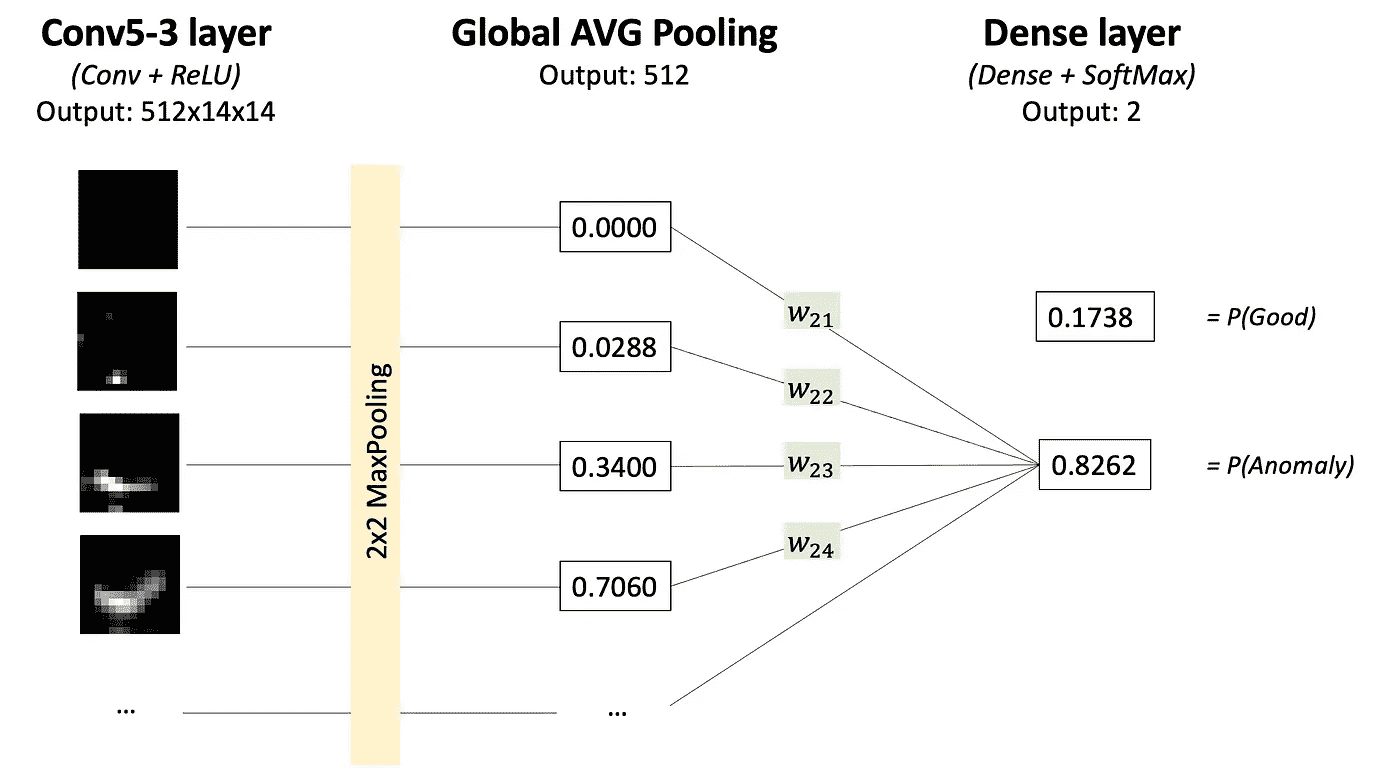 Conv5-3 layer
(Conv + ReLU)
Output: 512x14x14
Global AVG Pooling
Output: 512
Dense layer
(Dense + SoftMax)
Output: 2
2x2 MaxPooling
0.0000
0.0288
0.3400
0.7060
...
...
w21
w22
w23
w24
0.1738
= P(Good)
0.8262
= P(Anomaly)